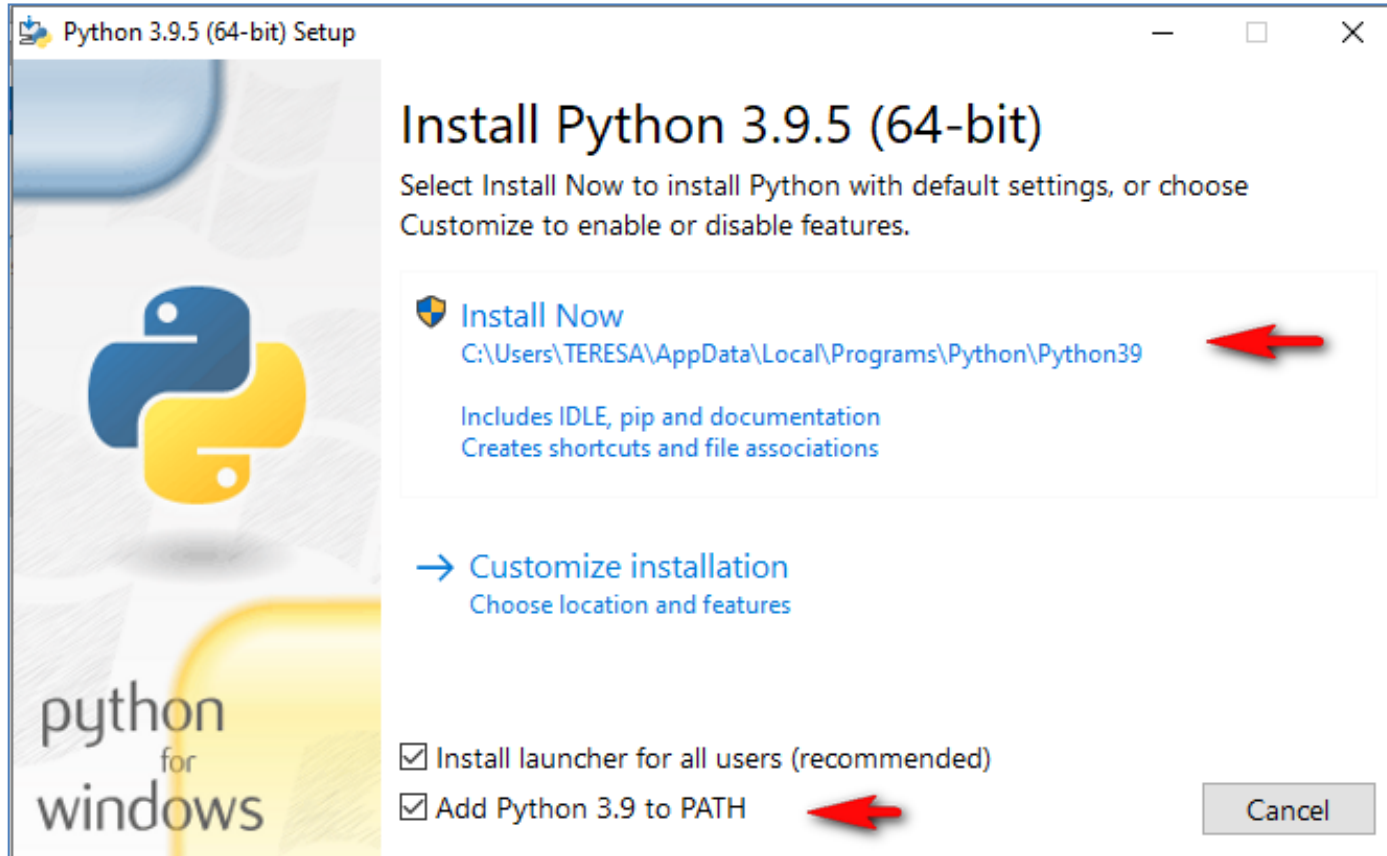 Python 3.9.5 (64-bit) Setup
Install Python 3.9.5 (64-bit)
Select Install Now to install Python with default settings, or choose
Customize to enable or disable features.
Install Now
C:\Users\TERESA\AppData\Local\Programs\Python\Python39
Includes IDLE, pip and documentation
Creates shortcuts and file associations
Customize installation
Choose location and features
python
for
windows
Install launcher for all users (recommended)
Add Python 3.9 to PATH
Cancel